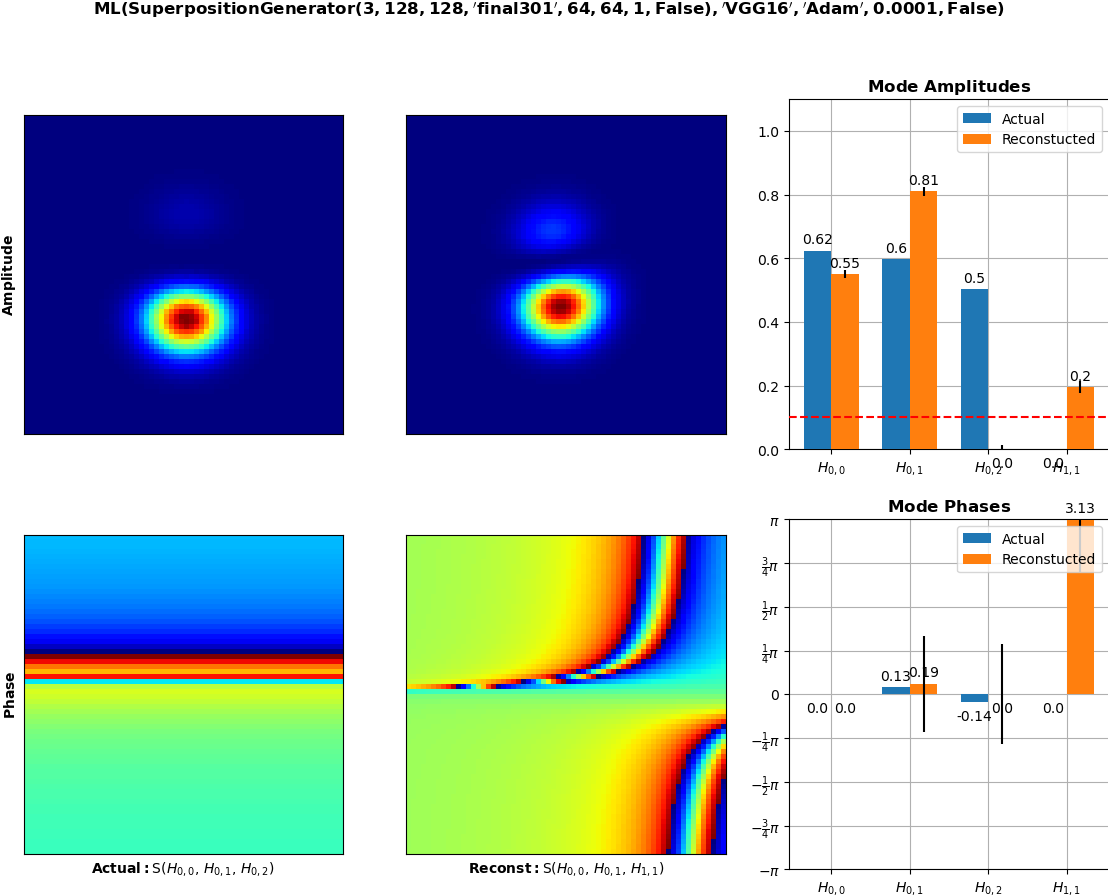 ML(SuperpositionGenerator(3, 128, 128, 'final301', 64, 64, 1, False), 'VGG16', 'Adam', 0.0001, False)
Mode Amplitudes
Amplitude
1.0
0.8
0.6
0.4
0.2
0.0
Actual
Reconstucted
0.62
0.55
0.6
0.81
0.5
0.0
0.0
0.2
H0,0
H0,1
H0,2
H1,1
Mode Phases
Phase
π
3/4π
1/2π
1/4π
0
−1/4π
−1/2π
−3/4π
−π
Actual
Reconstucted
0.0
0.0
0.13
0.19
-0.14
0.0
0.0
3.13
H0,0
H0,1
H0,2
H1,1
Actual: S(H0,0, H0,1, H0,2)
Reconst: S(H0,0, H0,1, H1,1)